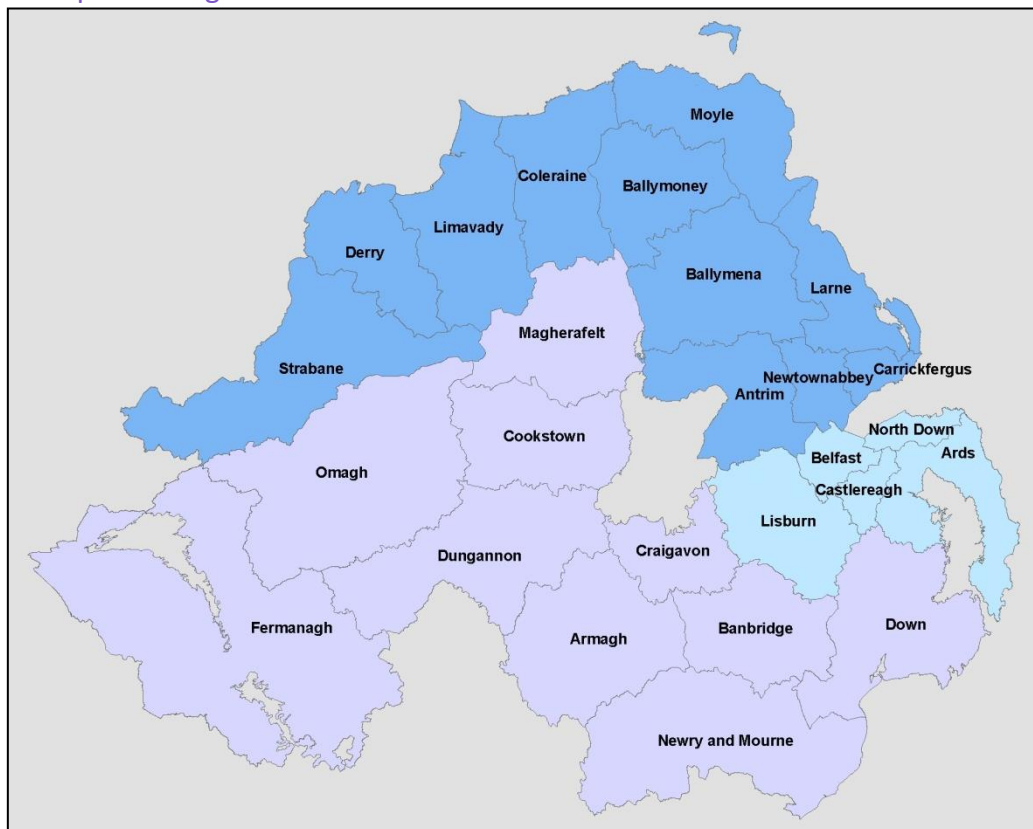 Moyle
Coleraine
Ballymoney
Limavady
Derry
Ballymena
Larne
Magherafelt
Strabane
Carrickfergus
Newtownabbey
Antrim
North Down
Cookstown
Ards
Belfast
Omagh
Castlereagh
Lisburn
Craigavon
Dungannon
Down
Banbridge
Fermanagh
Armagh
Newry and Mourne